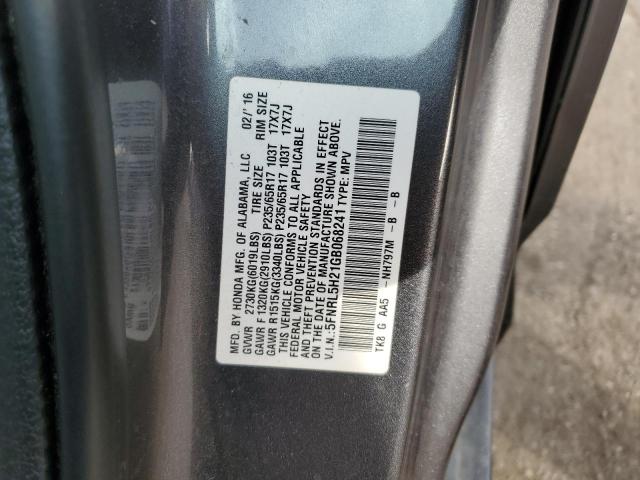 MFD. BY HONDA MFG. OF ALABAMA, LLC 02/'16
GVWR 2730KG(6019LBS) TIRE SIZE RIM SIZE
GAWR F1320KG(2910LBS) P235/65R17 103T 17X7J
GAWR R1515KG(3340LBS) P235/65R17 103T 17X7J
THIS VEHICLE CONFORMS TO ALL APPLICABLE
FEDERAL MOTOR VEHICLE SAFETY
AND THEFT PREVENTION STANDARDS IN EFFECT
ON THE DATE OF MANUFACTURE SHOWN ABOVE.
V.I.N.:5FNRL5H21GB068241 TYPE: MPV
TK8 G AA5 -NH797M -B -B